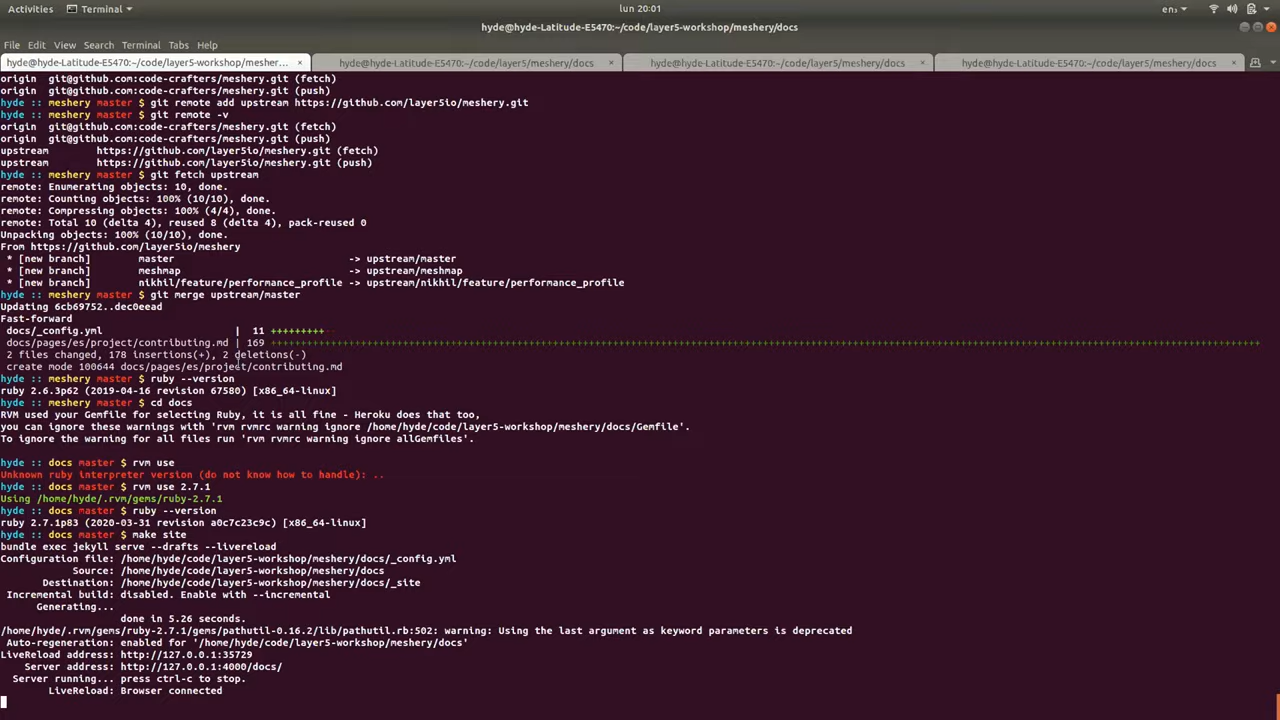 Activities Terminal lun 20:01 en₃
hyde@hyde-Latitude-E5470:~/code/layer5-workshop/meshery/docs
File Edit View Search Terminal Tabs Help
hyde@hyde-Latitude-E5470:~/code/layer5-workshop/mesher... × hyde@hyde-Latitude-E5470:~/code/layer5/meshery/docs × hyde@hyde-Latitude-E5470:~/code/layer5/meshery/docs × hyde@hyde-Latitude-E5470:~/code/layer5/meshery/docs ×
origin git@github.com:code-crafters/meshery.git (fetch)
origin git@github.com:code-crafters/meshery.git (push)
hyde :: meshery master $ git remote add upstream https://github.com/layer5io/meshery.git
hyde :: meshery master $ git remote -v
origin git@github.com:code-crafters/meshery.git (fetch)
origin git@github.com:code-crafters/meshery.git (push)
upstream https://github.com/layer5io/meshery.git (fetch)
upstream https://github.com/layer5io/meshery.git (push)
hyde :: meshery master $ git fetch upstream
remote: Enumerating objects: 10, done.
remote: Counting objects: 100% (10/10), done.
remote: Compressing objects: 100% (4/4), done.
remote: Total 10 (delta 4), reused 8 (delta 4), pack-reused 0
Unpacking objects: 100% (10/10), done.
From https://github.com/layer5io/meshery
* [new branch] master -> upstream/master
* [new branch] meshmap -> upstream/meshmap
* [new branch] nikhil/feature/performance_profile -> upstream/nikhil/feature/performance_profile
hyde :: meshery master $ git merge upstream/master
Updating 6cb69752..dec0eead
Fast-forward
docs/_config.yml | 11 +++++++++--
docs/pages/es/project/contributing.md | 169 +++++++++++++++++++++++++++++++++++++++++++++++++++++++++++++++++++++++++++++++++++++++++++++++++++++++++++++++++++++++++++++++++++++++++++++++++++++++++++++++++++++
2 files changed, 178 insertions(+), 2 deletions(-)
create mode 100644 docs/pages/es/project/contributing.md
hyde :: meshery master $ ruby --version
ruby 2.6.3p62 (2019-04-16 revision 67580) [x86_64-linux]
hyde :: meshery master $ cd docs
RVM used your Gemfile for selecting Ruby, it is all fine - Heroku does that too,
you can ignore these warnings with 'rvm rvmrc warning ignore /home/hyde/code/layer5-workshop/meshery/docs/Gemfile'.
To ignore the warning for all files run 'rvm rvmrc warning ignore allGemfiles'.
hyde :: docs master $ rvm use
Unknown ruby interpreter version (do not know how to handle): ..
hyde :: docs master $ rvm use 2.7.1
Using /home/hyde/.rvm/gems/ruby-2.7.1
hyde :: docs master $ ruby --version
ruby 2.7.1p83 (2020-03-31 revision a0c7c23c9c) [x86_64-linux]
hyde :: docs master $ make site
bundle exec jekyll serve --drafts --livereload
Configuration file: /home/hyde/code/layer5-workshop/meshery/docs/_config.yml
Source: /home/hyde/code/layer5-workshop/meshery/docs
Destination: /home/hyde/code/layer5-workshop/meshery/docs/_site
Incremental build: disabled. Enable with --incremental
Generating...
done in 5.26 seconds.
/home/hyde/.rvm/gems/ruby-2.7.1/gems/pathutil-0.16.2/lib/pathutil.rb:502: warning: Using the last argument as keyword parameters is deprecated
Auto-regeneration: enabled for '/home/hyde/code/layer5-workshop/meshery/docs'
LiveReload address: http://127.0.0.1:35729
Server address: http://127.0.0.1:4000/docs/
Server running... press ctrl-c to stop.
LiveReload: Browser connected